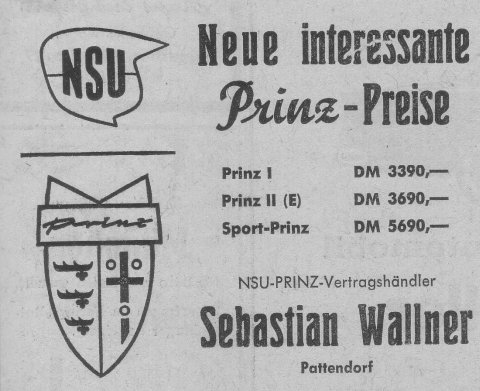 NSU
Neue interessante
Prinz-Preise
Prinz I DM 3390,—
Prinz II (E) DM 3690,—
Sport-Prinz DM 5690,—
Prinz
NSU-PRINZ-Vertragshändler
Sebastian Wallner
Pattendorf